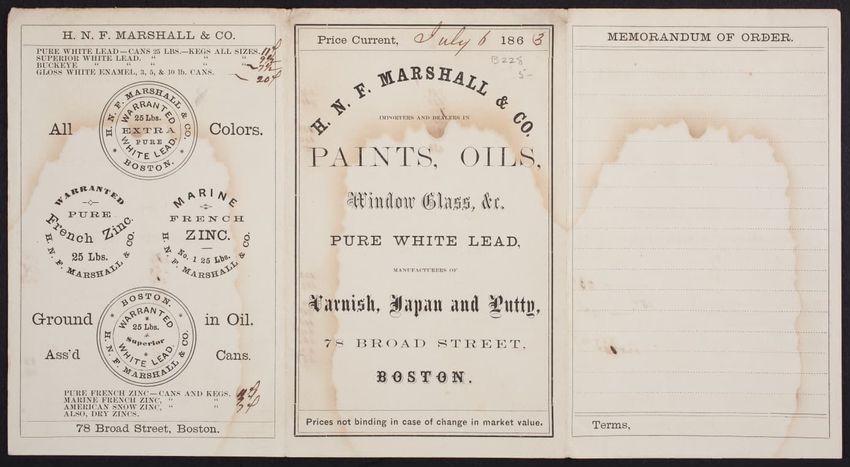 H. N. F. MARSHALL & CO.
PURE WHITE LEAD—CANS 25 LBS.—KEGS ALL SIZES.
SUPERIOR WHITE LEAD, " " "
BUCKEYE " " " "
GLOSS WHITE ENAMEL, 3, 5, & 10 lb. CANS. 20
H. N. F. MARSHALL & CO.
WARRANTED
25 Lbs.
EXTRA
PURE
WHITE LEAD.
BOSTON.
All Colors.
WARRANTED
PURE
French Zinc.
25 Lbs.
H. N. F. MARSHALL & CO.
MARINE
FRENCH
ZINC.
No. 1 25 Lbs.
H. N. F. MARSHALL & CO.
BOSTON.
WARRANTED
25 Lbs.
Superior
WHITE LEAD.
H. N. F. MARSHALL & CO.
Ground in Oil.
Ass'd Cans.
PURE FRENCH ZINC—CANS AND KEGS.
MARINE FRENCH ZINC, " "
AMERICAN SNOW ZINC, " "
ALSO, DRY ZINCS.
78 Broad Street, Boston.
Price Current, July 6 1863
B228
5-
H. N. F. MARSHALL & CO.
IMPORTERS AND DEALERS IN
PAINTS, OILS,
Window Glass, &c.
PURE WHITE LEAD,
MANUFACTURERS OF
Varnish, Japan and Putty,
78 BROAD STREET,
BOSTON.
Prices not binding in case of change in market value.
MEMORANDUM OF ORDER.
Terms,